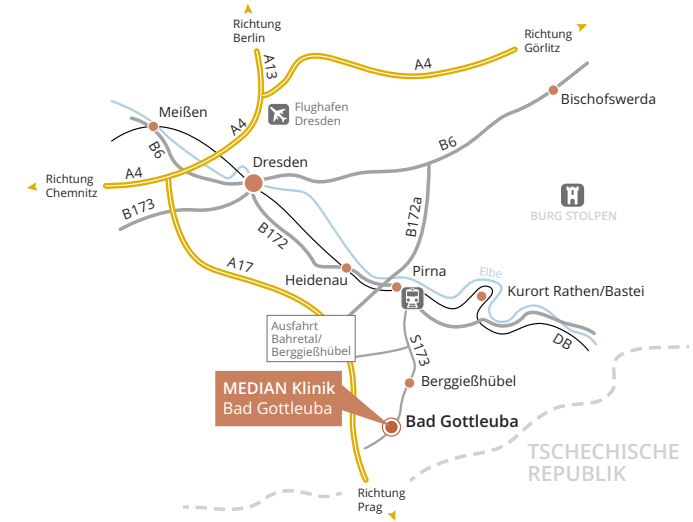 Richtung
Berlin
Richtung
Görlitz
A13
A4
Bischofswerda
Meißen
Flughafen
Dresden
A4
B6
B6
Dresden
Richtung
Chemnitz
A4
B173
B172
B172a
BURG STOLPEN
A17
Heidenau
Pirna
Elbe
Kurort Rathen/Bastei
DB
Ausfahrt
Bahretal/
Berggießhübel
S173
MEDIAN Klinik
Bad Gottleuba
Berggießhübel
Bad Gottleuba
TSCHECHISCHE
REPUBLIK
Richtung
Prag